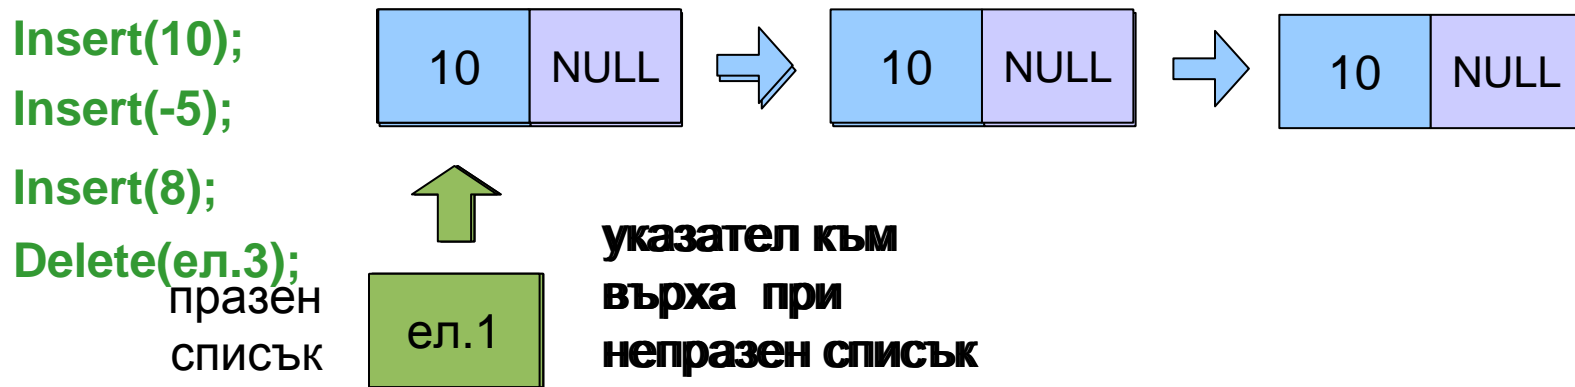 Insert(10);
10 NULL 10 NULL 10 NULL
Insert(-5);
Insert(8);
Delete(ел.3);
празен
списък
ел.1
указател към
върха при
непразен списък